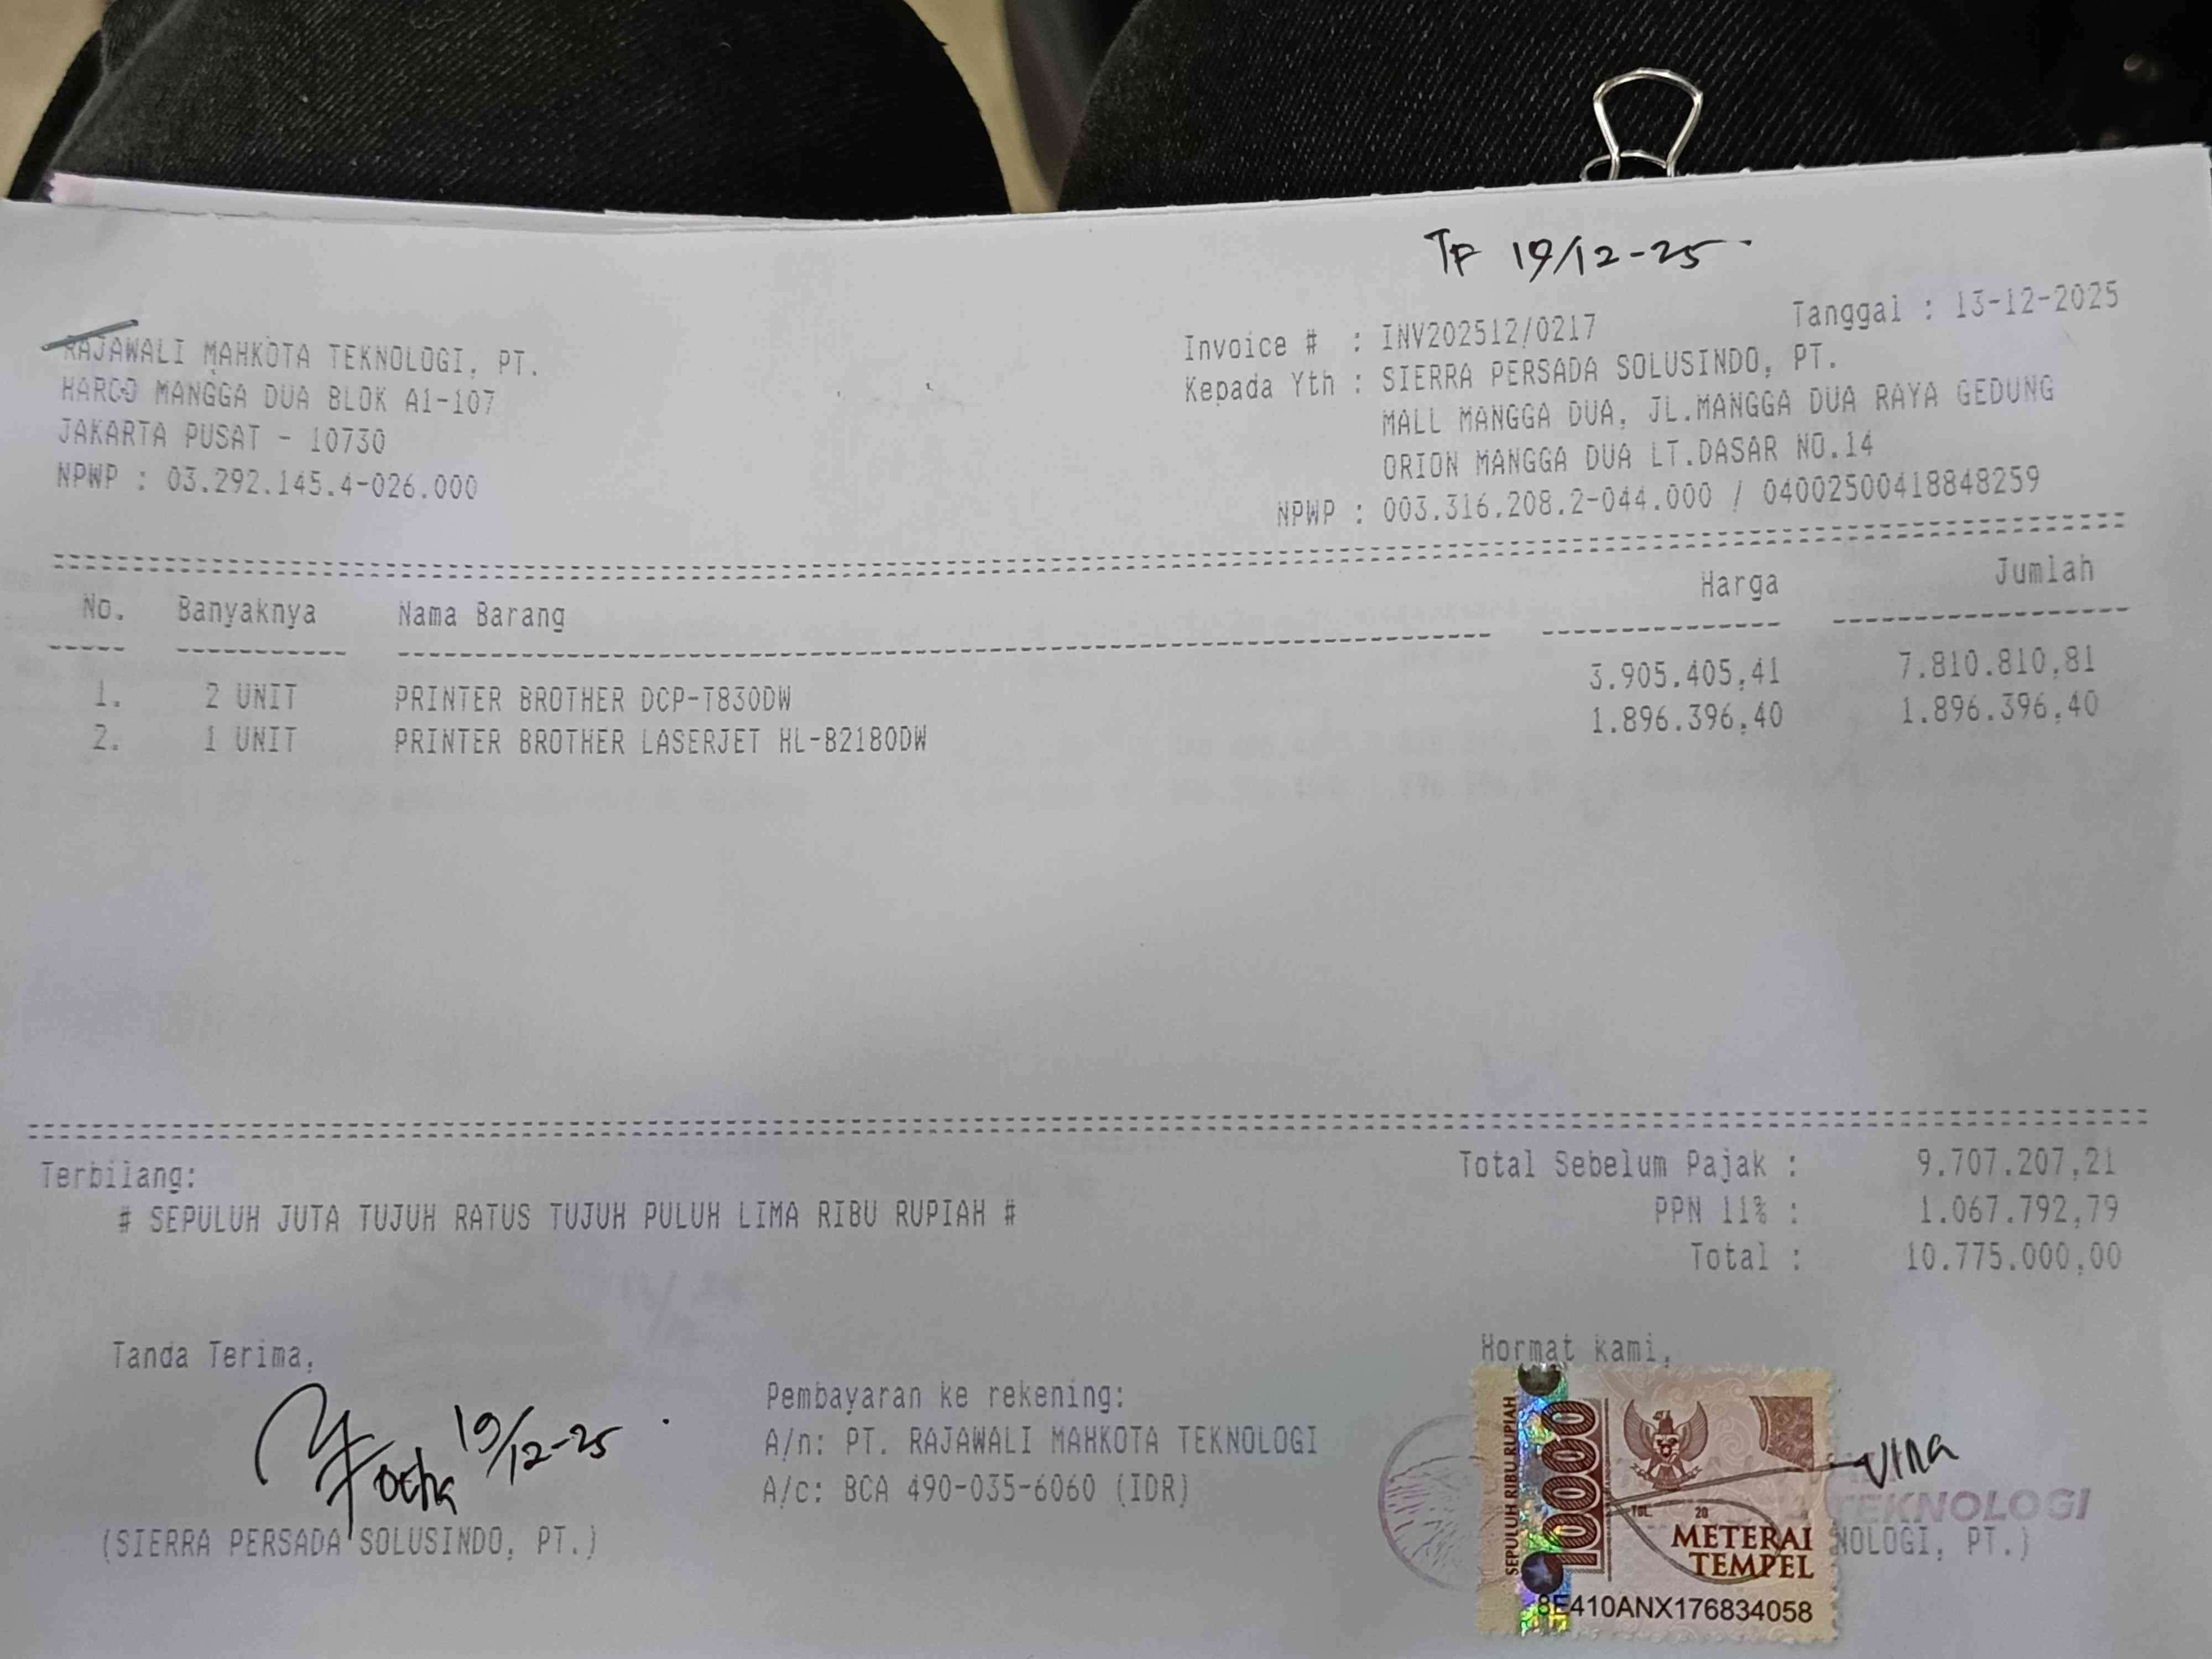 TF 19/12-25
RAJAWALI MAHKOTA TEKNOLOGI, PT.
HARCO MANGGA DUA BLOK A1-107
JAKARTA PUSAT - 10730
NPWP : 03.292.145.4-026.000
Invoice # : INV202512/0217 Tanggal : 13-12-2025
Kepada Yth : SIERRA PERSADA SOLUSINDO, PT.
MALL MANGGA DUA, JL.MANGGA DUA RAYA GEDUNG
ORION MANGGA DUA LT.DASAR NO.14
NPWP : 003.316.208.2-044.000 / 04002500418848259
No. Banyaknya Nama Barang Harga Jumlah
1. 2 UNIT PRINTER BROTHER DCP-T830DW 3.905.405,41 7.810.810,81
2. 1 UNIT PRINTER BROTHER LASERJET HL-B2180DW 1.896.396,40 1.896.396,40
Terbilang:
# SEPULUH JUTA TUJUH RATUS TUJUH PULUH LIMA RIBU RUPIAH #
Total Sebelum Pajak : 9.707.207,21
PPN 11% : 1.067.792,79
Total : 10.775.000,00
Tanda Terima,
19/12-25
(SIERRA PERSADA SOLUSINDO, PT.)
Pembayaran ke rekening:
A/n: PT. RAJAWALI MAHKOTA TEKNOLOGI
A/c: BCA 490-035-6060 (IDR)
Hormat kami,
SEPULUH RIBU RUPIAH
10000
TGL. 20
METERAI
TEMPEL
8E410ANX176834058
Vina
TEKNOLOGI
NOLOGI, PT.)